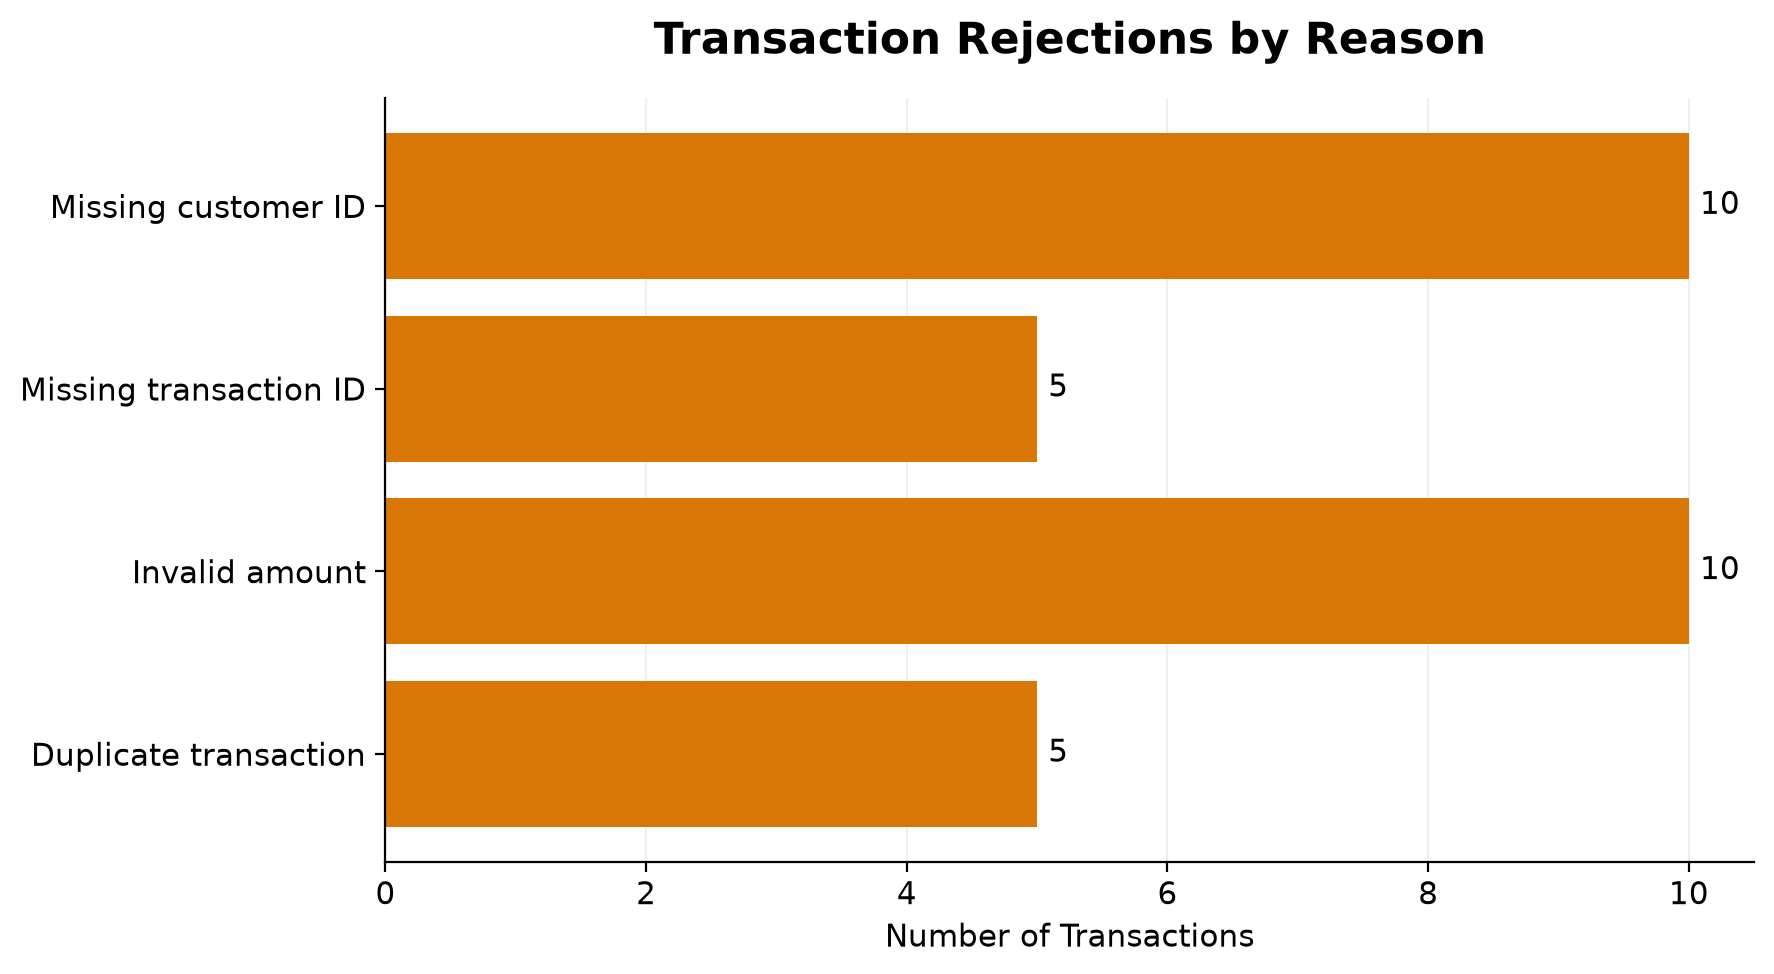 Transaction Rejections by Reason
Missing customer ID
10
Missing transaction ID
5
Invalid amount
10
Duplicate transaction
5
0 2 4 6 8 10
Number of Transactions